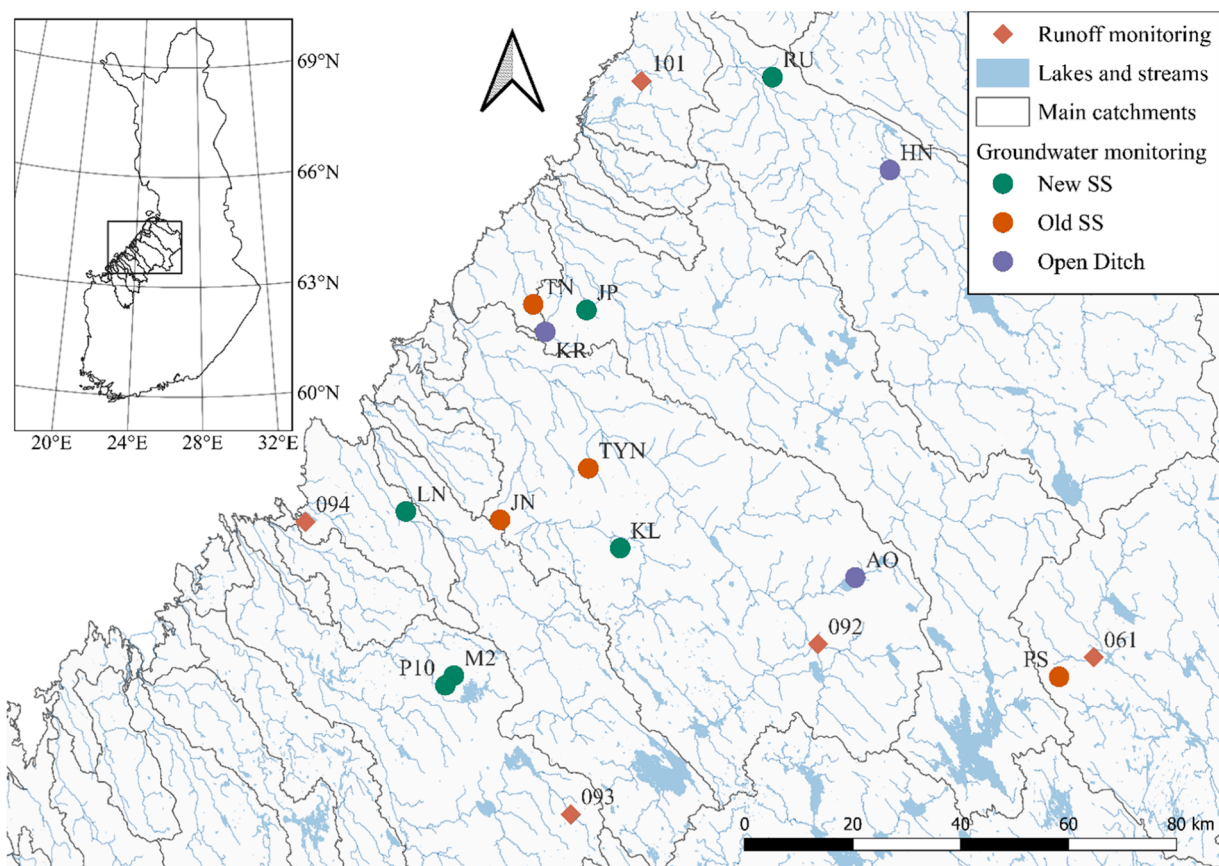 69°N
66°N
63°N
60°N
20°E 24°E 28°E 32°E
Runoff monitoring
Lakes and streams
Main catchments
Groundwater monitoring
New SS
Old SS
Open Ditch
101
RU
HN
TN
JP
KR
TYN
LN
JN
094
KL
AO
092
061
PS
M2
P10
093
0 20 40 60 80 km